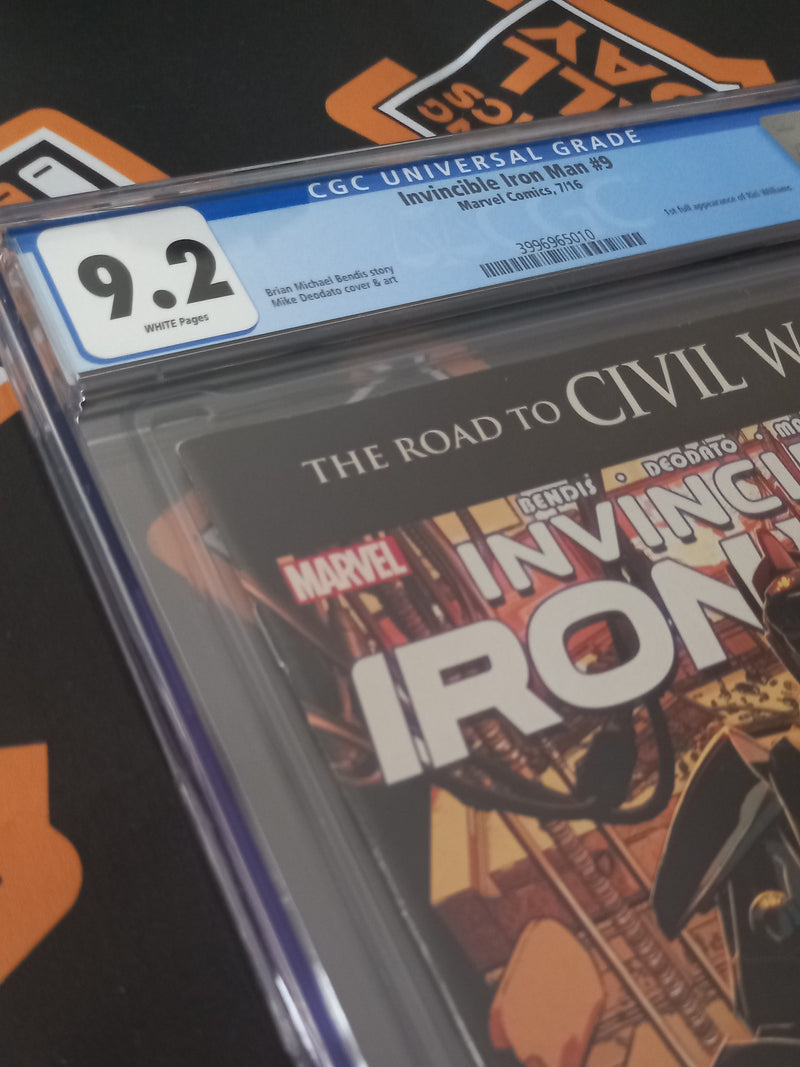 CGC UNIVERSAL GRADE
Invincible Iron Man #9
Marvel Comics, 7/16
1st full appearance of Riri Williams.
9.2
WHITE Pages
Brian Michael Bendis story
Mike Deodato cover & art
3996965010
THE ROAD TO CIVIL W
BENDIS • DEODATO • MA
MARVEL
INVINCI
IRON